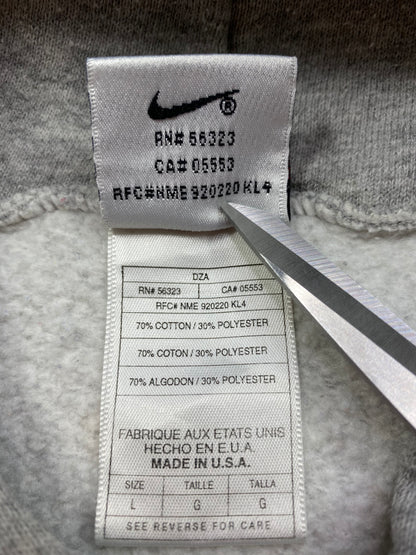 ®
RN# 56323
CA# 05553
RFC#NME 920220 KL4
DZA
RN# 56323 CA# 05553
RFC# NME 920220 KL4
70% COTTON / 30% POLYESTER
70% COTON / 30% POLYESTER
70% ALGODON / 30% POLYESTER
FABRIQUE AUX ETATS UNIS
HECHO EN E.U.A.
MADE IN U.S.A.
SIZE TAILLE TALLA
L G G
SEE REVERSE FOR CARE